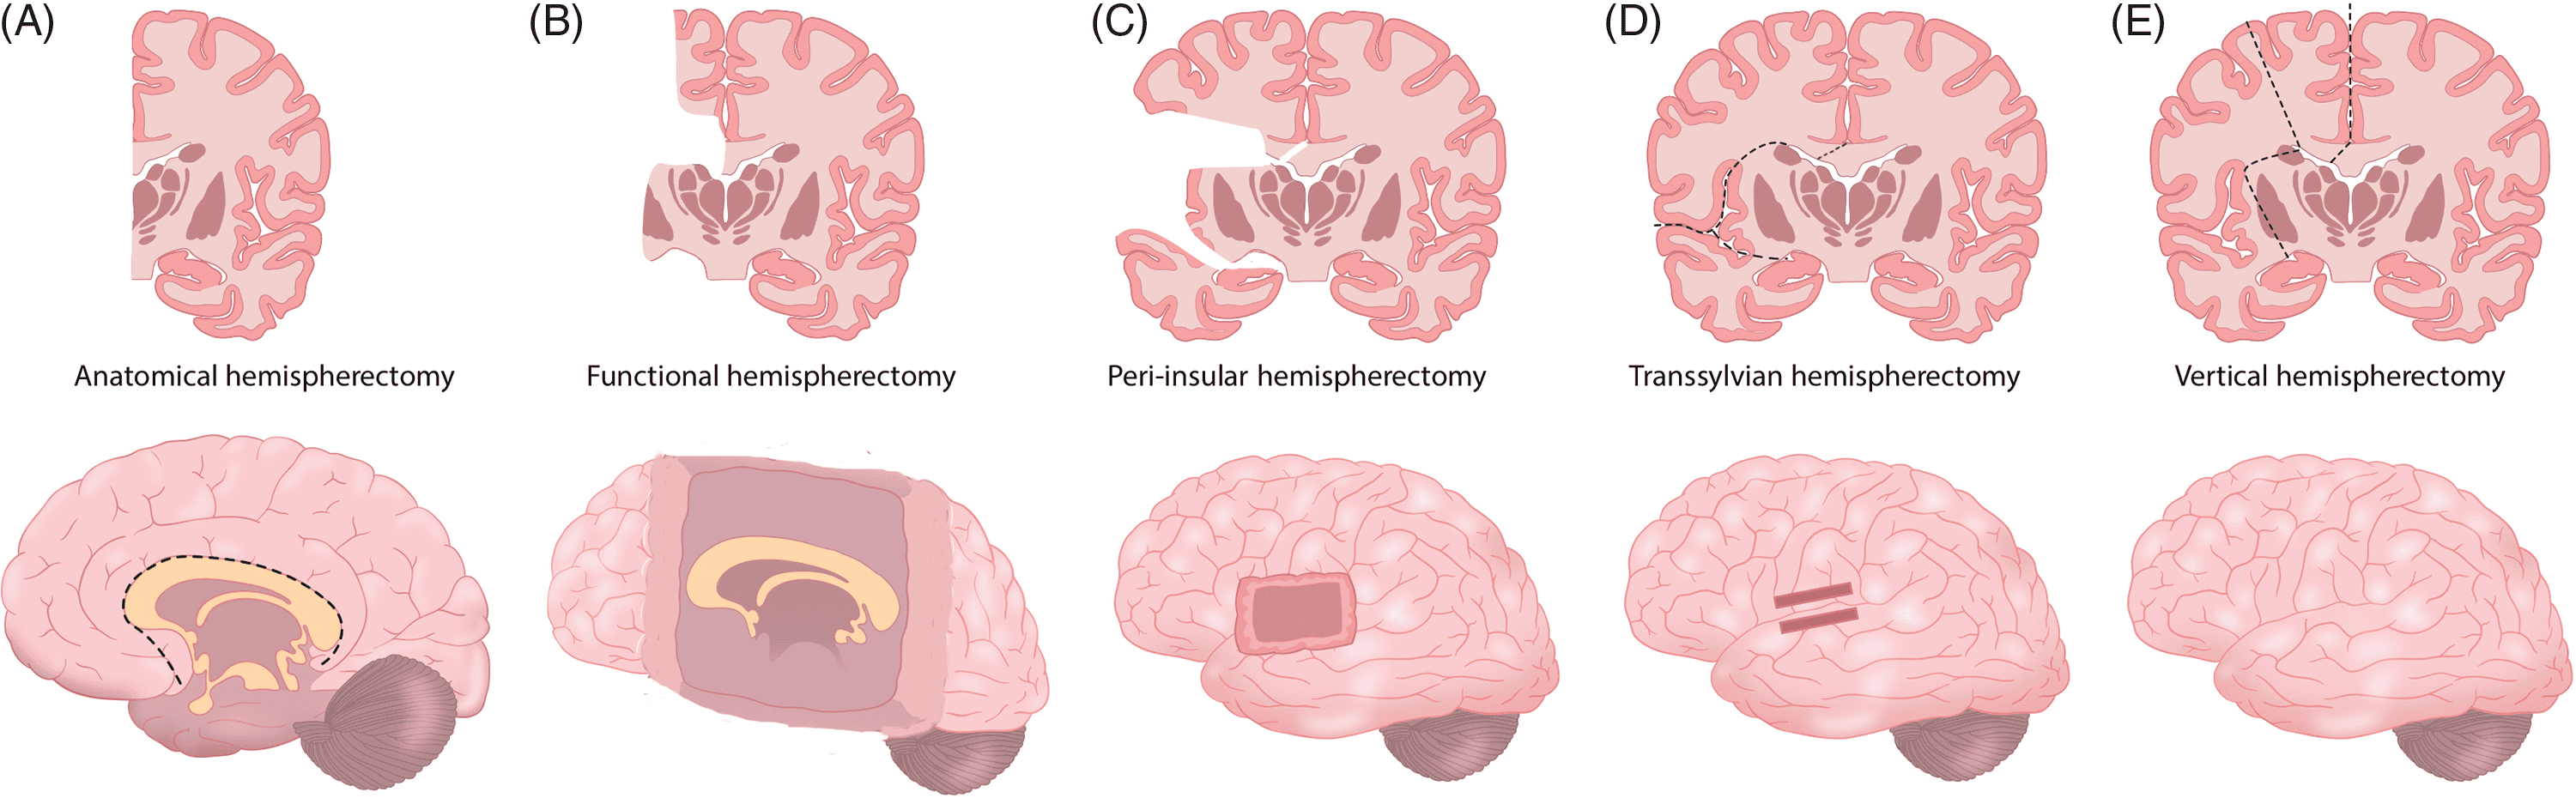 (A)
(B)
(C)
(D)
(E)
Anatomical hemispherectomy
Functional hemispherectomy
Peri-insular hemispherectomy
Transsylvian hemispherectomy
Vertical hemispherectomy